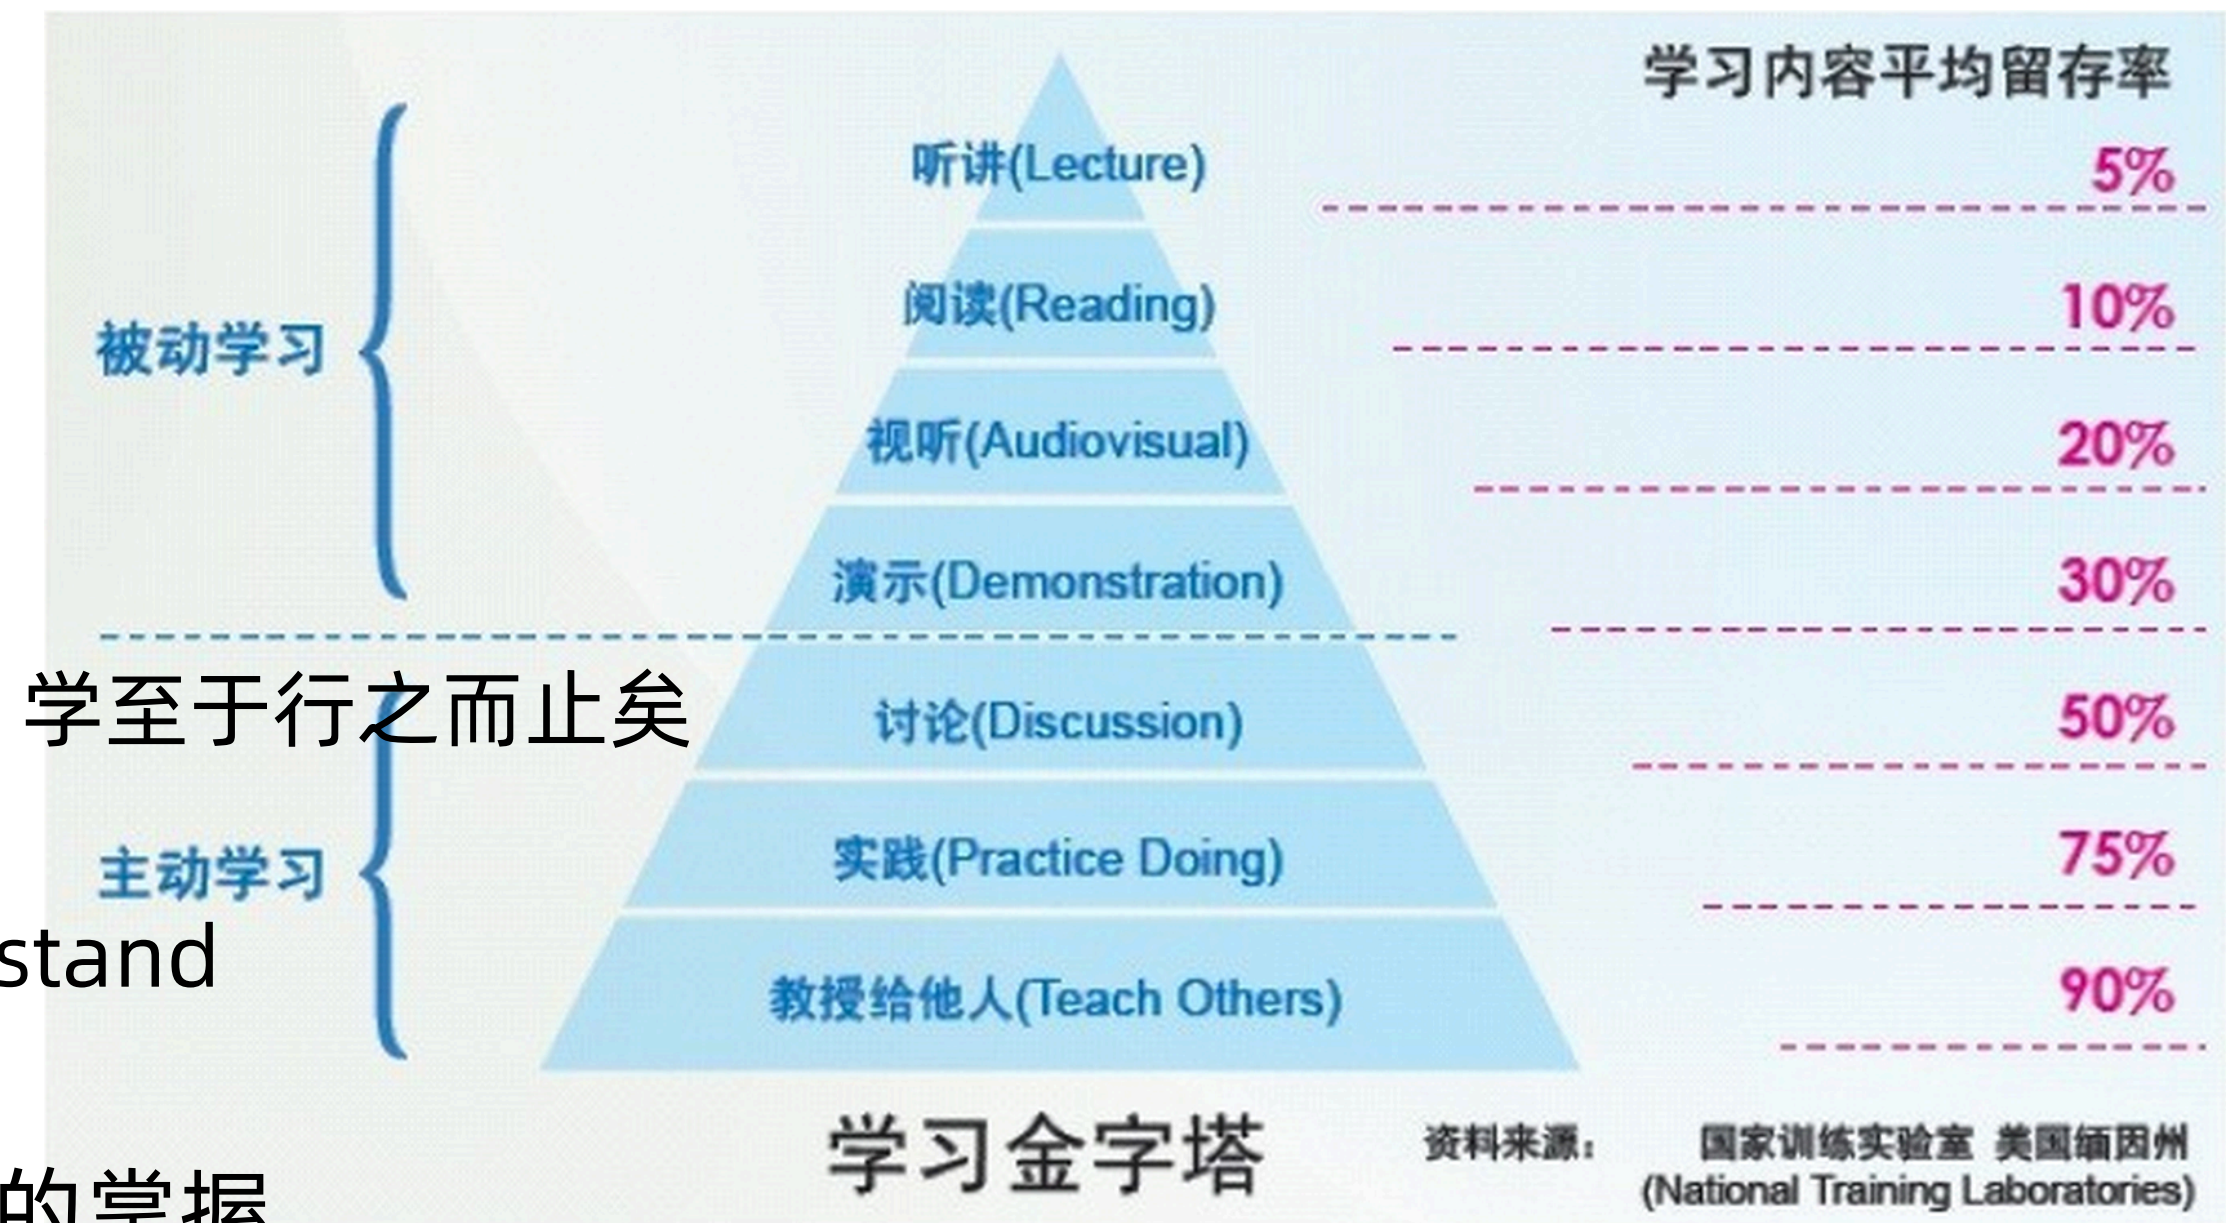 学习内容平均留存率
听讲(Lecture)
5%
阅读(Reading)
10%
被动学习
视听(Audiovisual)
20%
演示(Demonstration)
30%
学至于行之而止矣
讨论(Discussion)
50%
实践(Practice Doing)
75%
主动学习
stand
教授给他人(Teach Others)
90%
学习金字塔
资料来源： 国家训练实验室 美国缅因州
(National Training Laboratories)
的掌握